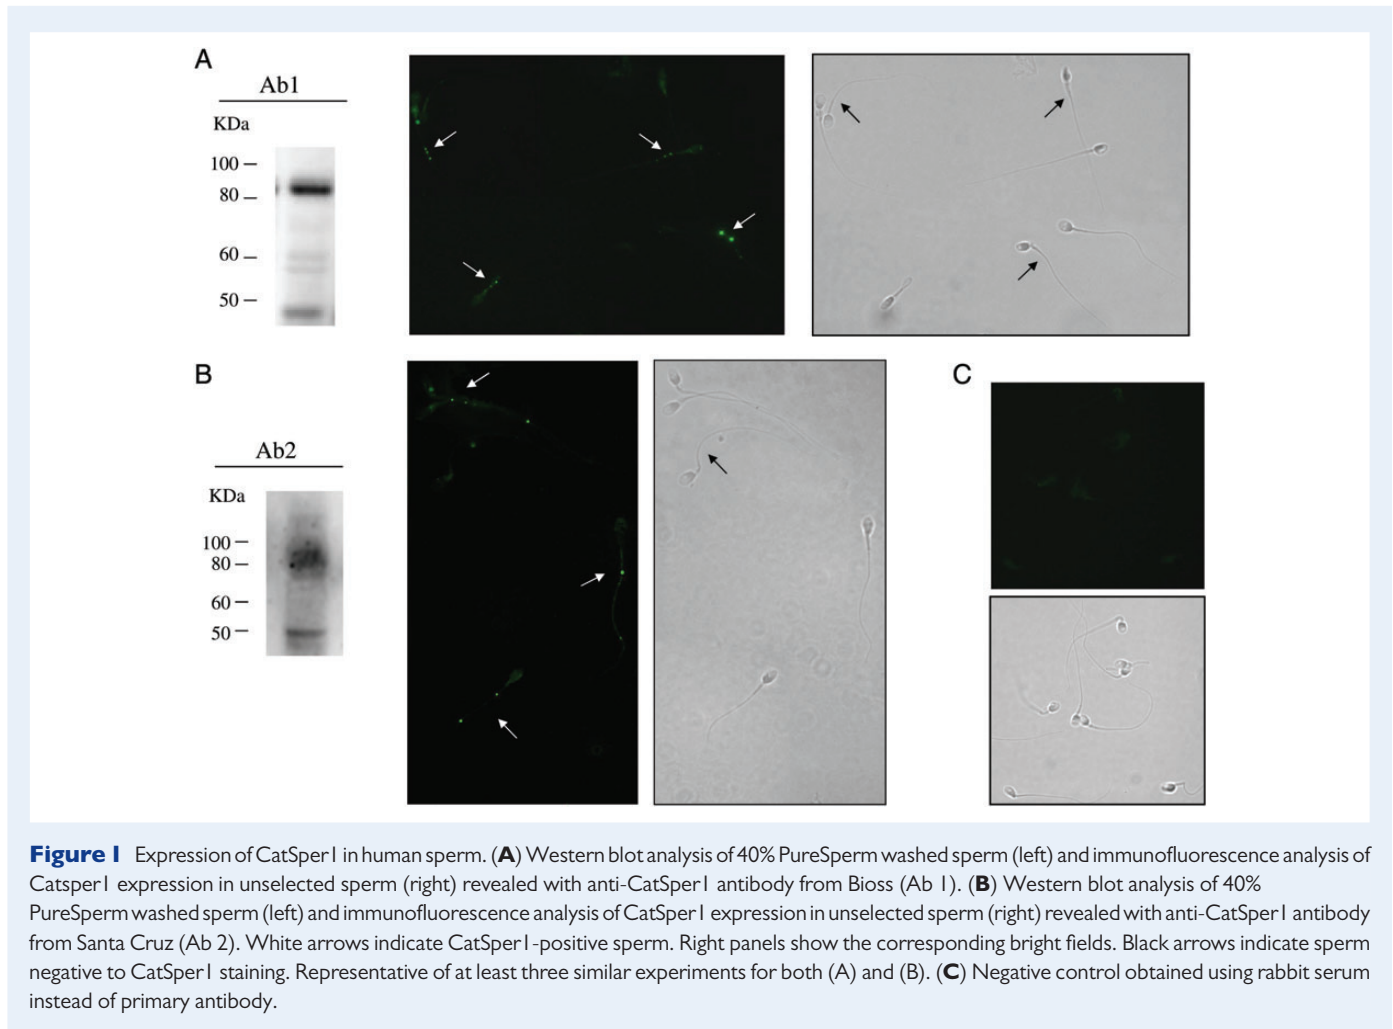 A
Ab1
KDa
100
80
60
50
B
Ab2
KDa
100
80
60
50
C
Figure 1 Expression of CatSper1 in human sperm. (A) Western blot analysis of 40% PureSperm washed sperm (left) and immunofluorescence analysis of
Catsper1 expression in unselected sperm (right) revealed with anti-CatSper1 antibody from Bioss (Ab 1). (B) Western blot analysis of 40%
PureSperm washed sperm (left) and immunofluorescence analysis of CatSper1 expression in unselected sperm (right) revealed with anti-CatSper1 antibody
from Santa Cruz (Ab 2). White arrows indicate CatSper1-positive sperm. Right panels show the corresponding bright fields. Black arrows indicate sperm
negative to CatSper1 staining. Representative of at least three similar experiments for both (A) and (B). (C) Negative control obtained using rabbit serum
instead of primary antibody.